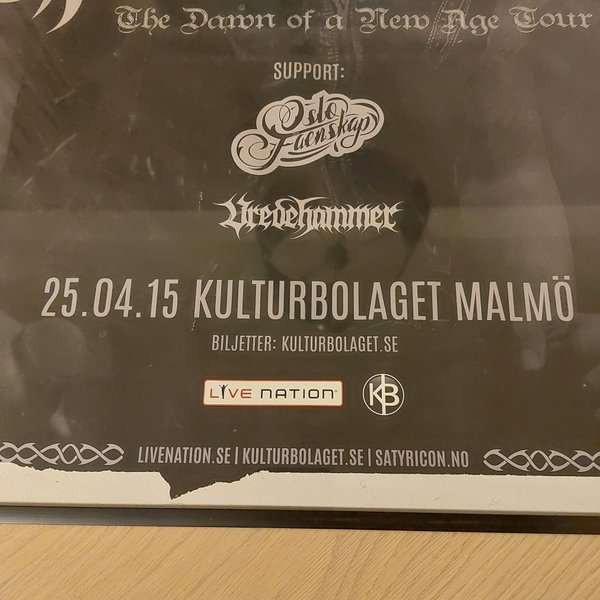 The Dawn of a New Age Tour
SUPPORT:
Oslo
Faenskap
Vredehammer
25.04.15 KULTURBOLAGET MALMÖ
BILJETTER: KULTURBOLAGET.SE
LIVE NATION KB
LIVENATION.SE | KULTURBOLAGET.SE | SATYRICON.NO